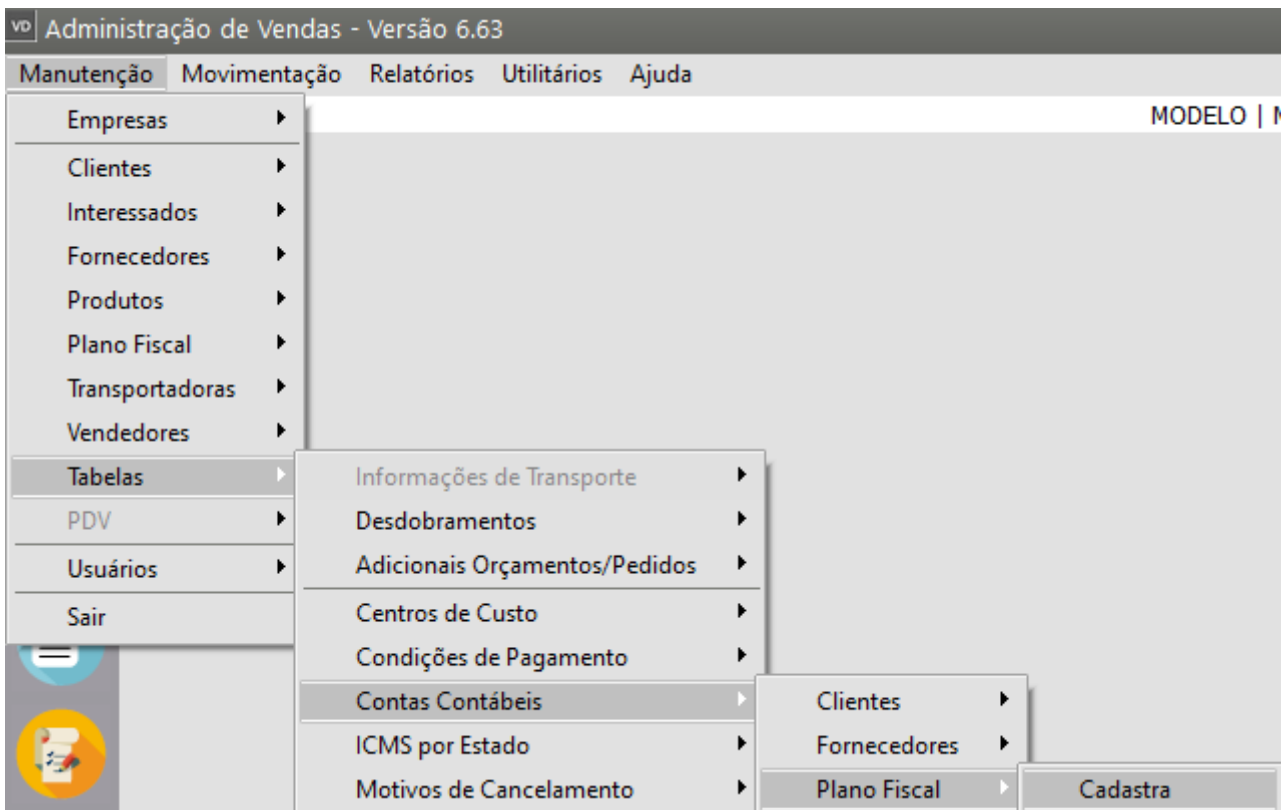 VD Administração de Vendas - Versão 6.63
Manutenção Movimentação Relatórios Utilitários Ajuda
MODELO |
Empresas
Clientes
Interessados
Fornecedores
Produtos
Plano Fiscal
Transportadoras
Vendedores
Tabelas
PDV
Usuários
Sair
Informações de Transporte
Desdobramentos
Adicionais Orçamentos/Pedidos
Centros de Custo
Condições de Pagamento
Contas Contábeis
ICMS por Estado
Motivos de Cancelamento
Clientes
Fornecedores
Plano Fiscal
Cadastra